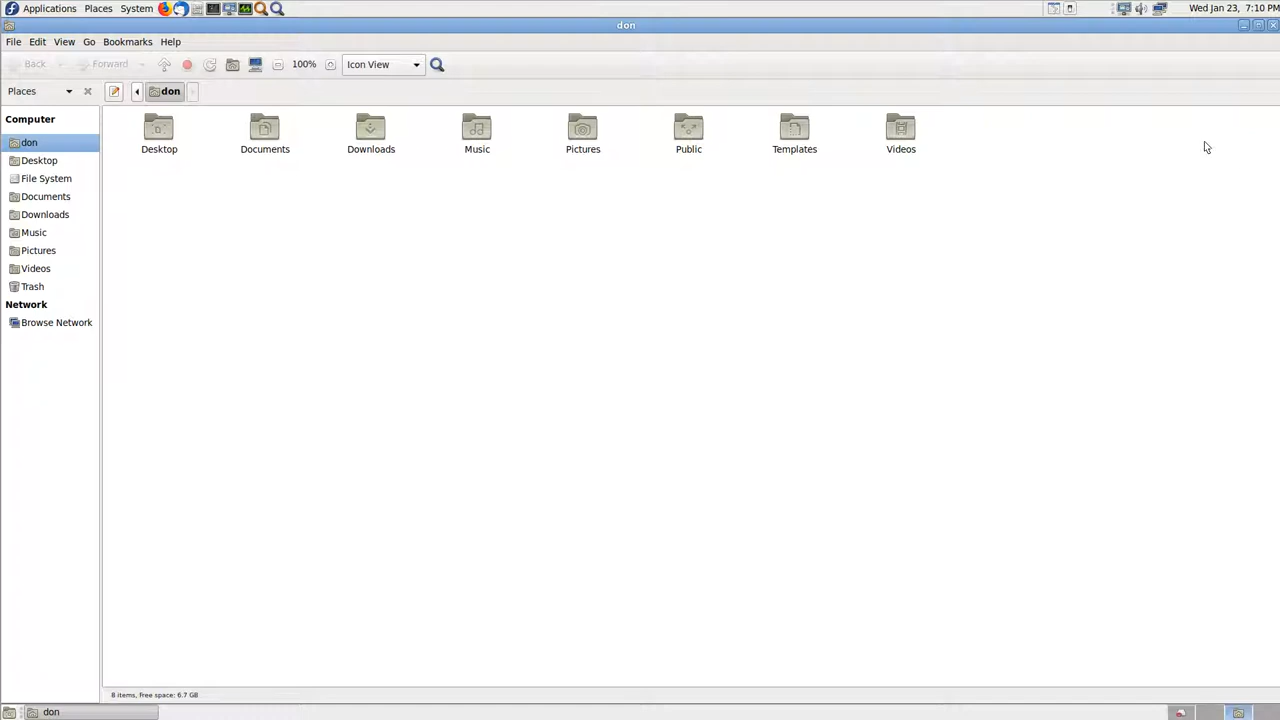 Applications Places System Wed Jan 23, 7:10 PM
don
File Edit View Go Bookmarks Help
Back Forward 100% Icon View
Places don
Computer
don
Desktop
File System
Documents
Downloads
Music
Pictures
Videos
Trash
Network
Browse Network
Desktop Documents Downloads Music Pictures Public Templates Videos
8 items, Free space: 6.7 GB
don